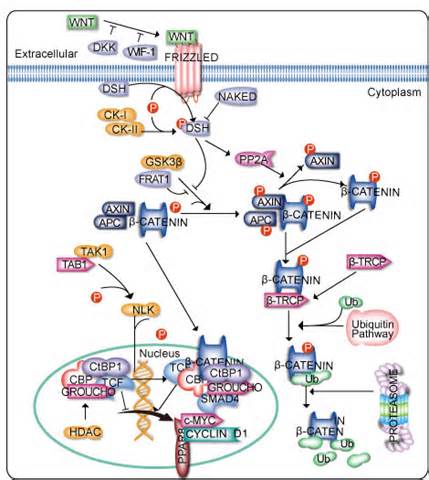 WNT
WNT
DKK
WIF-1
Extracellular
FRIZZLED
Cytoplasm
DSH
NAKED
P
CK-I
CK-II
P
DSH
GSK3β
FRAT1
PP2A
P
AXIN
P
β-CATENIN
P
AXIN
APC
P
β-CATENIN
P
AXIN
APC
β-CATENIN
P
P
β-CATENIN
β-TRCP
β-TRCP
TAK1
TAB1
P
NLK
P
Ub
Ubiquitin
Pathway
P
β-CATENIN
Ub
PROTEASOME
Nucleus
CtBP1
CBP
TCF
GROUCHO
β-CATENIN
TCF
CBP
CtBP1
GROUCHO
SMAD4
HDAC
c-MYC
CYCLIN D1
β-CATEN
N
Ub
Ub